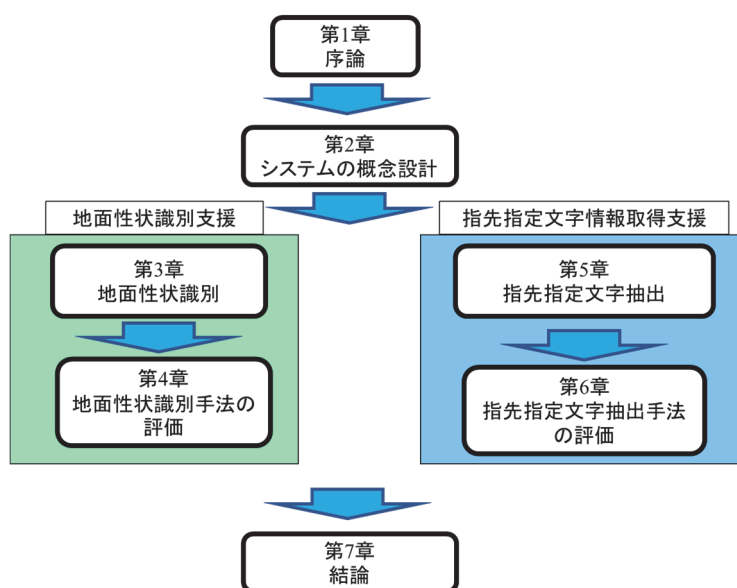 第1章
序論
第2章
システムの概念設計
地面性状識別支援
第3章
地面性状識別
第4章
地面性状識別手法の
評価
指先指定文字情報取得支援
第5章
指先指定文字抽出
第6章
指先指定文字抽出手法
の評価
第7章
結論